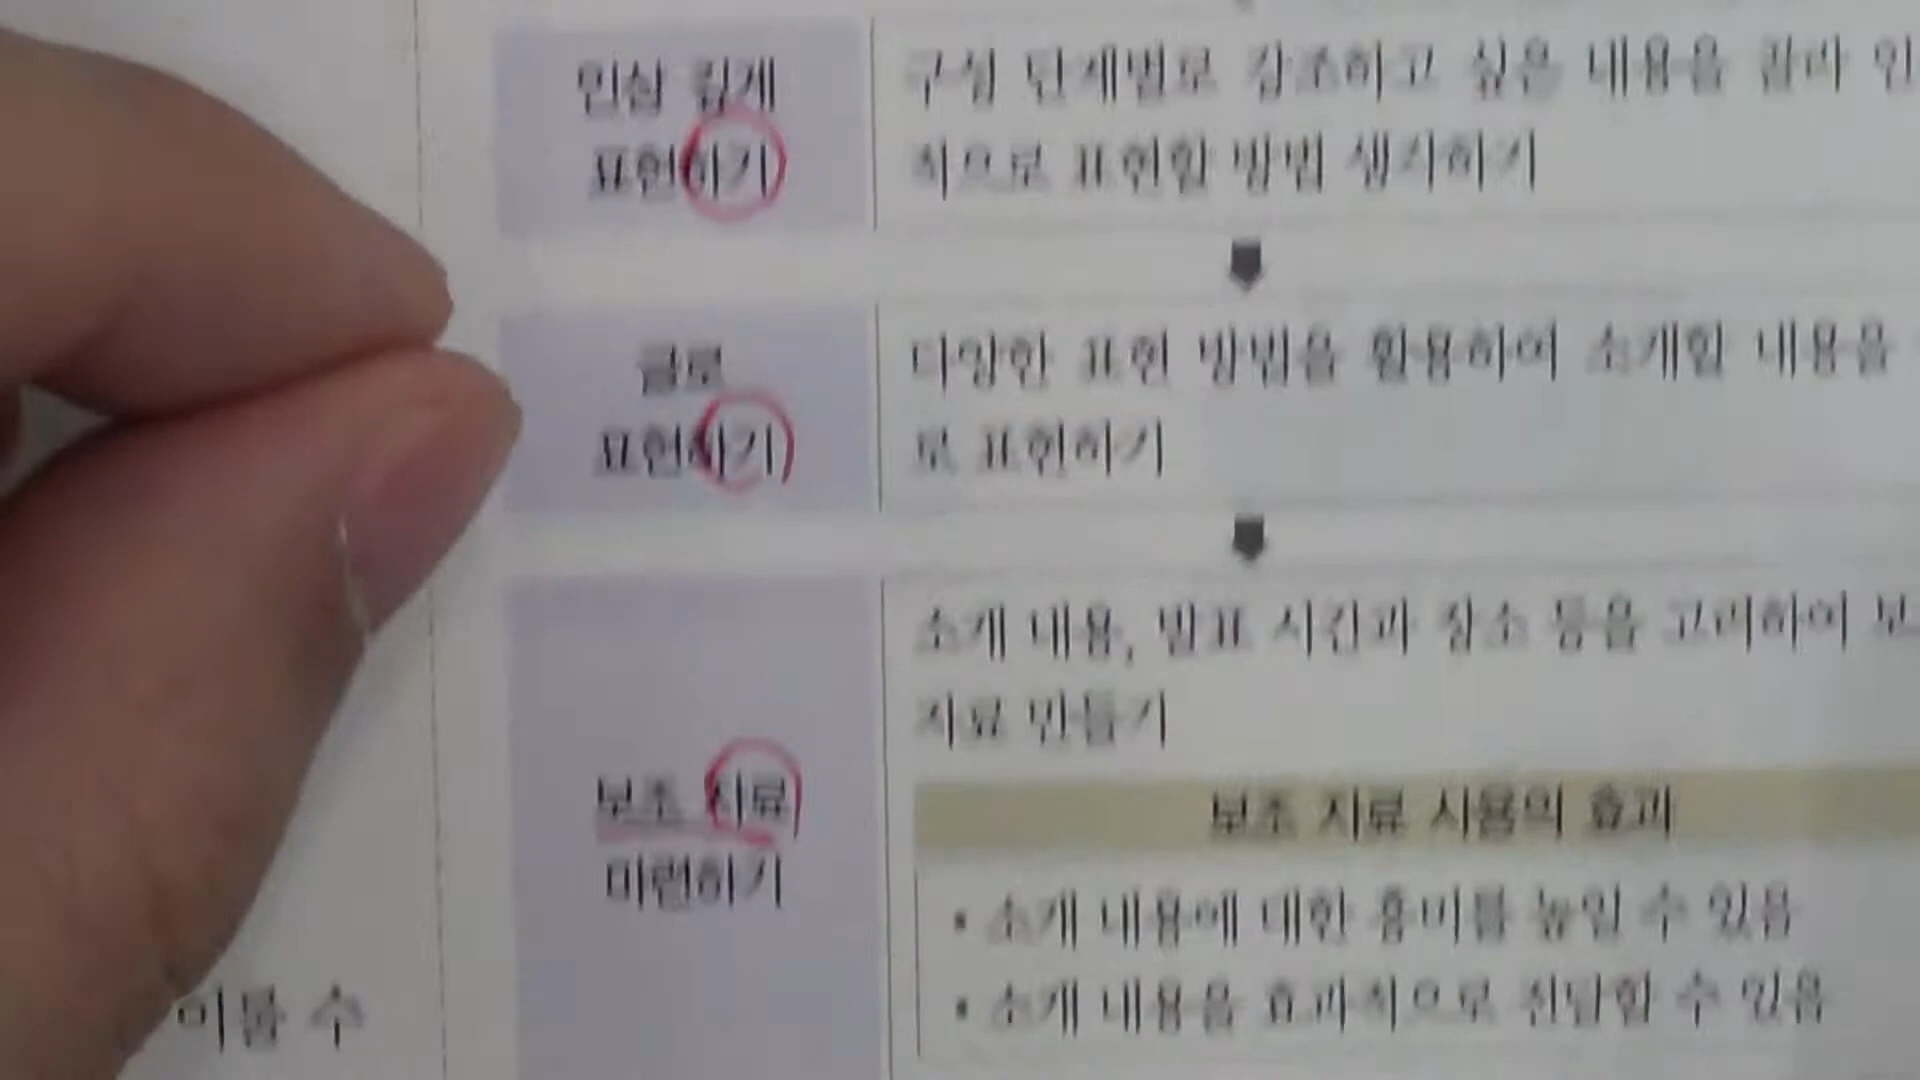 인상 깊게
표현하기
구성 단계별로 강조하고 싶은 내용을 골라 인
적으로 표현할 방법 생각하기
글로
표현하기
다양한 표현 방법을 활용하여 소개할 내용을
로 표현하기
보조 자료
마련하기
소개 내용, 발표 시간과 장소 등을 고려하여 보
자료 만들기
보조 자료 사용의 효과
• 소개 내용에 대한 흥미를 높일 수 있음
• 소개 내용을 효과적으로 전달할 수 있음
수